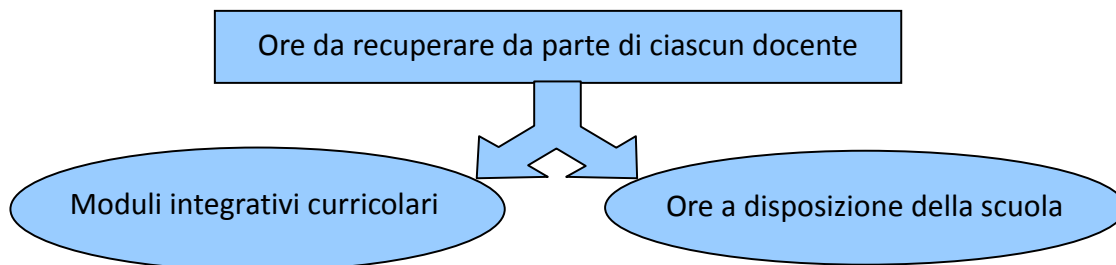 Ore da recuperare da parte di ciascun docente
Moduli integrativi curricolari
Ore a disposizione della scuola